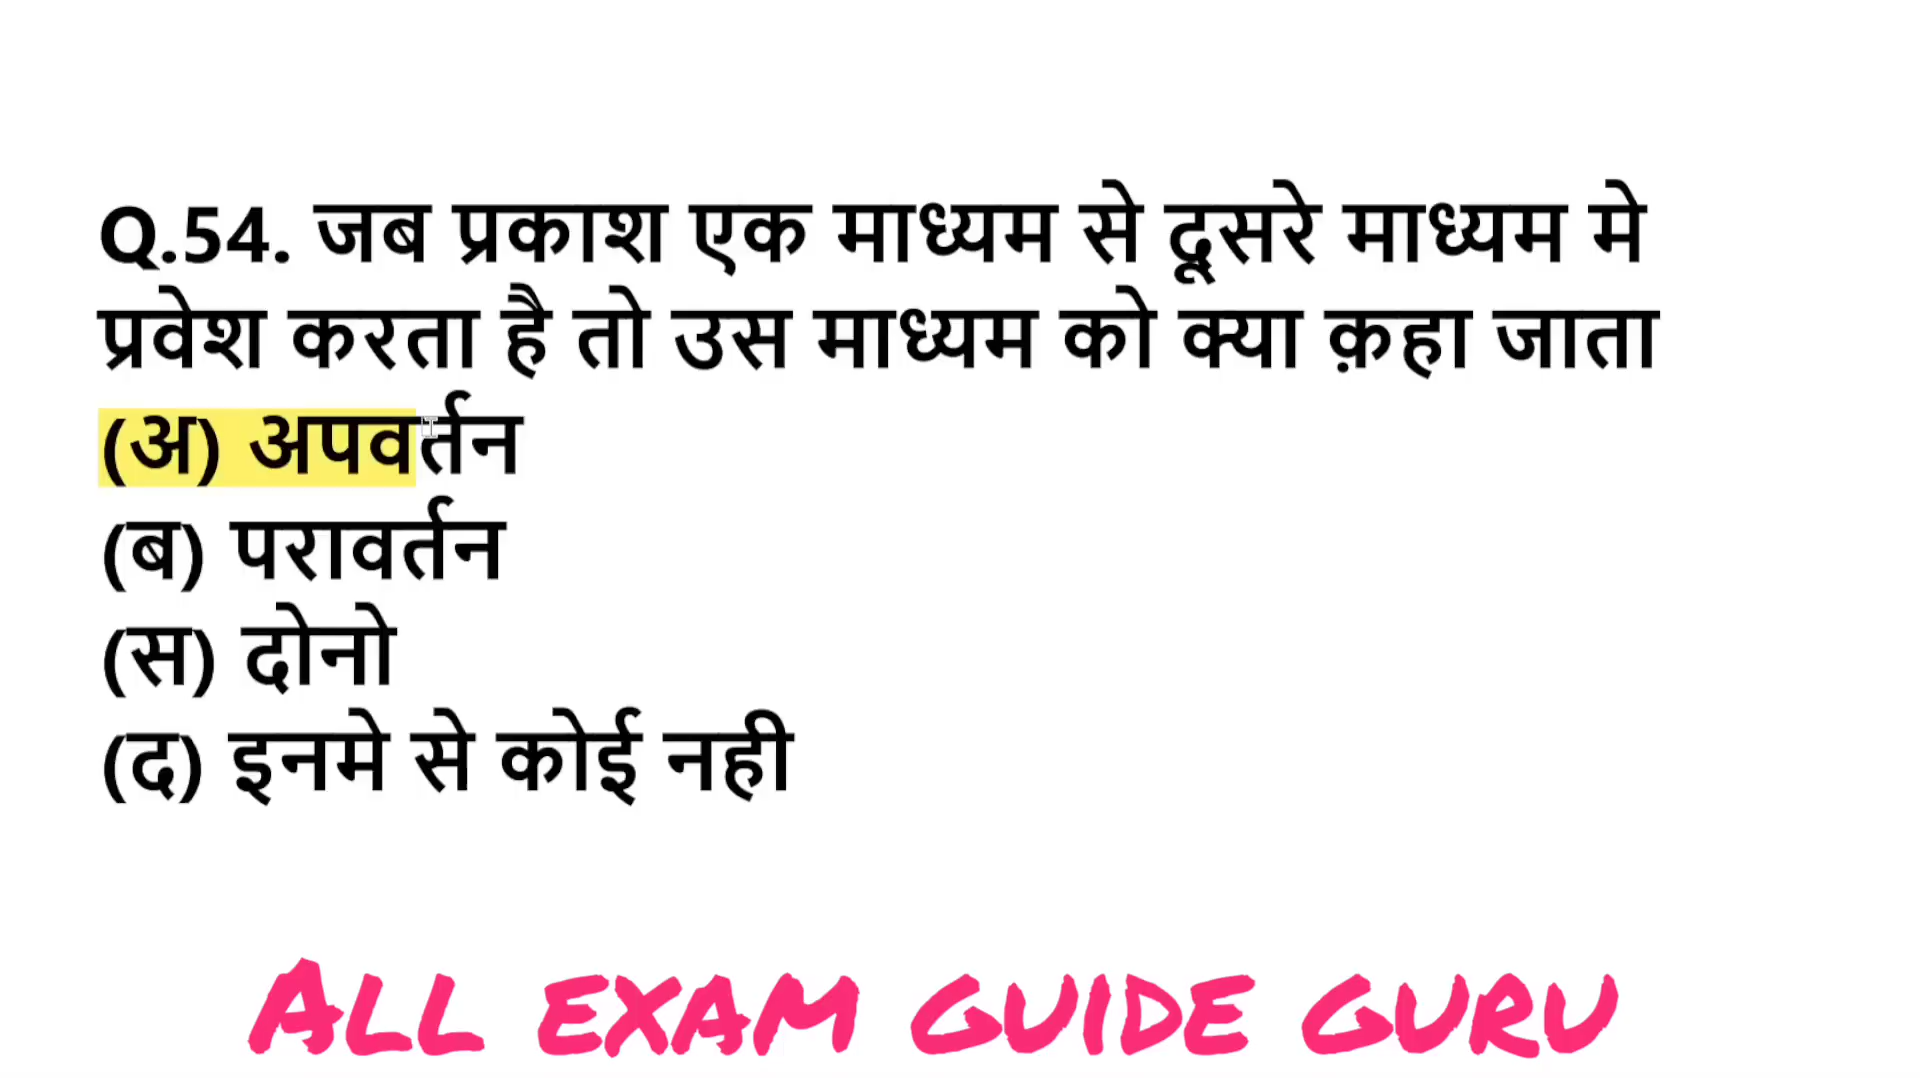 Q.54. जब प्रकाश एक माध्यम से दूसरे माध्यम मे
प्रवेश करता है तो उस माध्यम को क्या क़हा जाता
(अ) अपवर्तन
(ब) परावर्तन
(स) दोनो
(द) इनमे से कोई नही
ALL EXAM GUIDE GURU